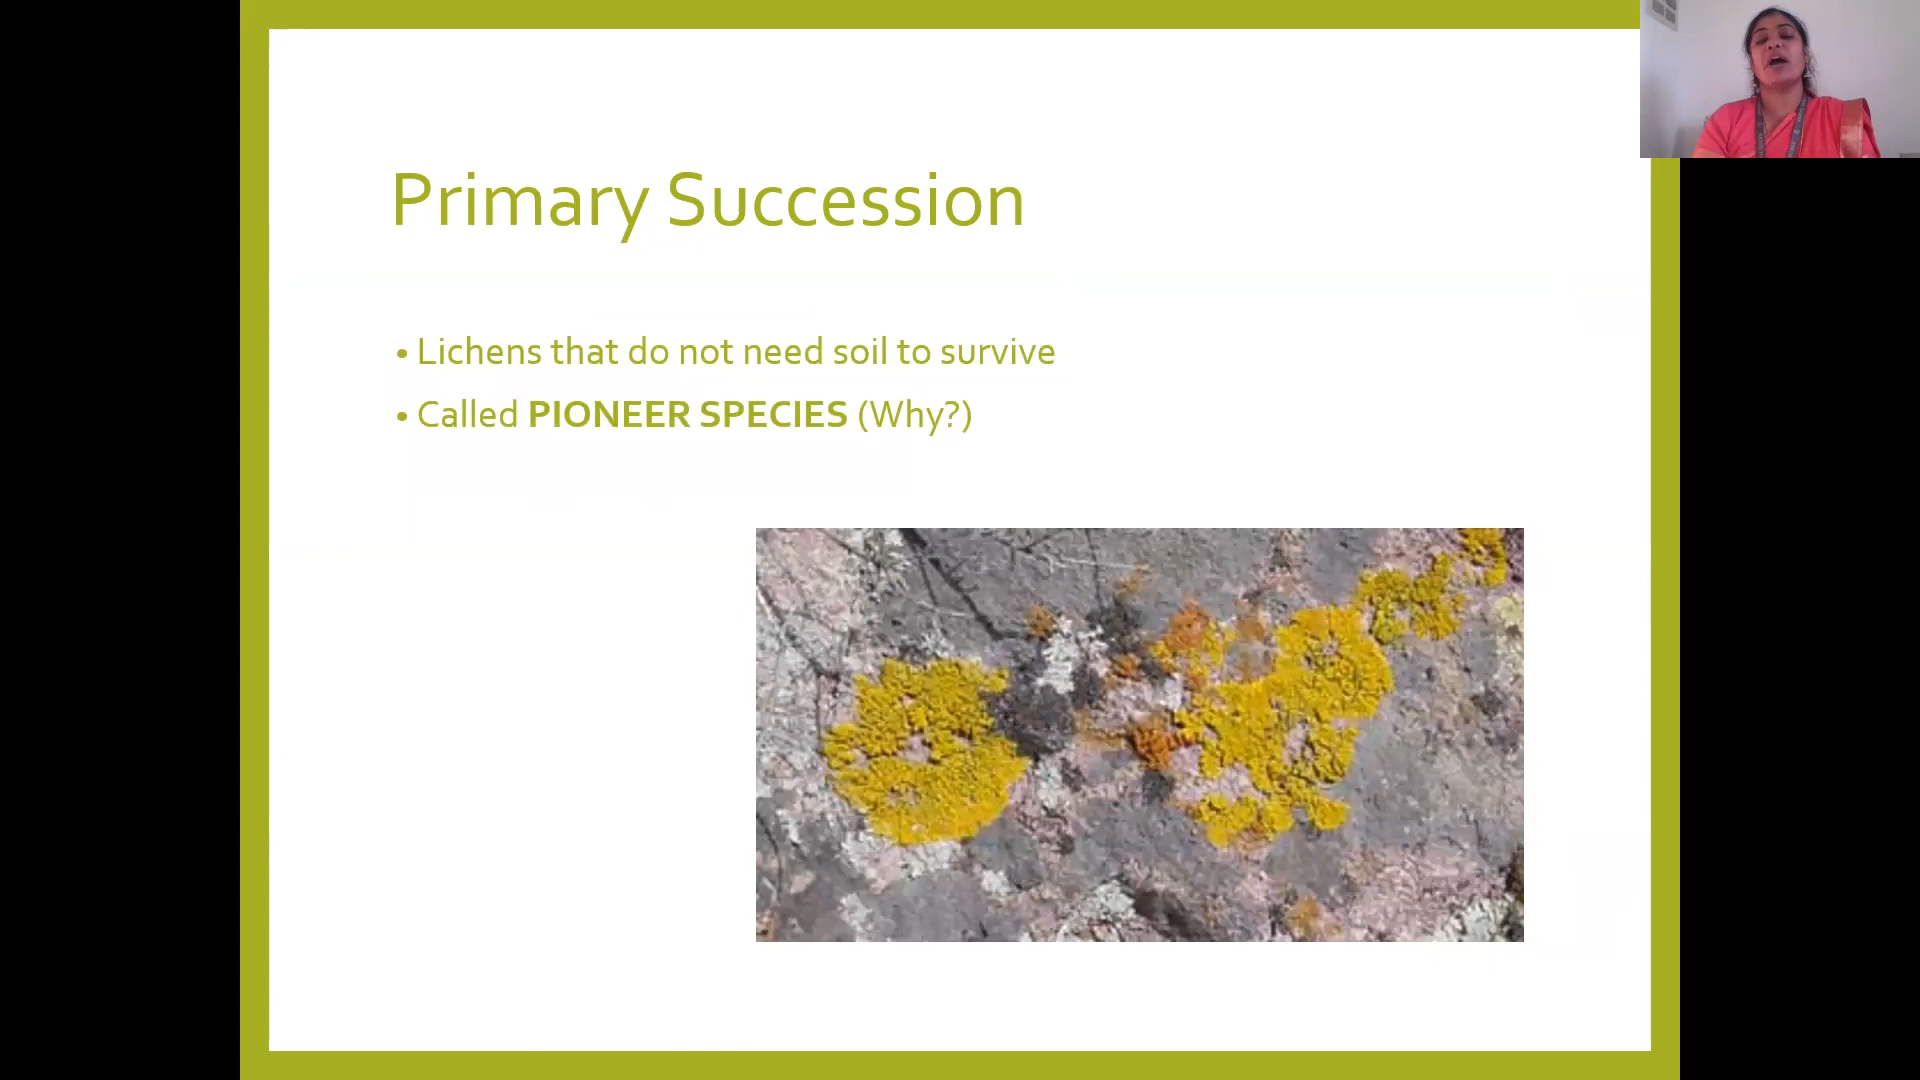 Primary Succession
• Lichens that do not need soil to survive
• Called PIONEER SPECIES (Why?)